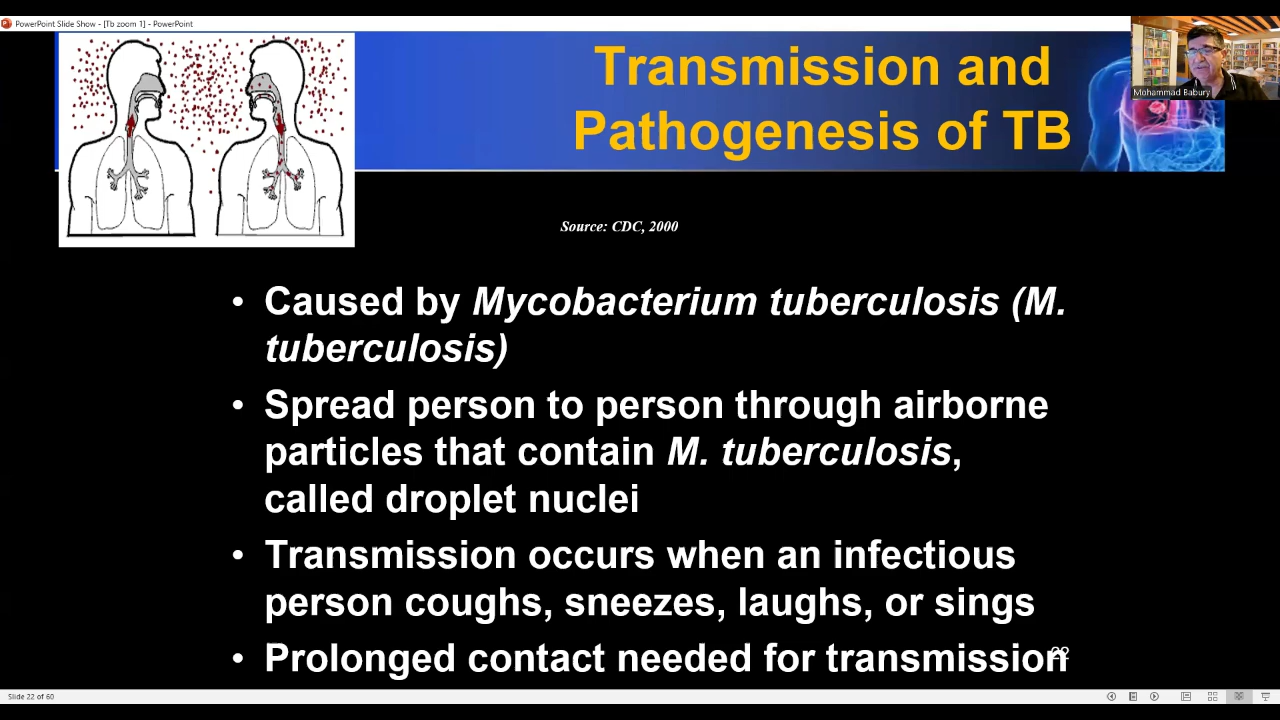 PowerPoint Slide Show - [Tb zoom 1] - PowerPoint
Mohammad Babury
Transmission and
Pathogenesis of TB
Source: CDC, 2000
• Caused by Mycobacterium tuberculosis (M.
tuberculosis)
• Spread person to person through airborne
particles that contain M. tuberculosis,
called droplet nuclei
• Transmission occurs when an infectious
person coughs, sneezes, laughs, or sings
• Prolonged contact needed for transmission
22
Slide 22 of 60